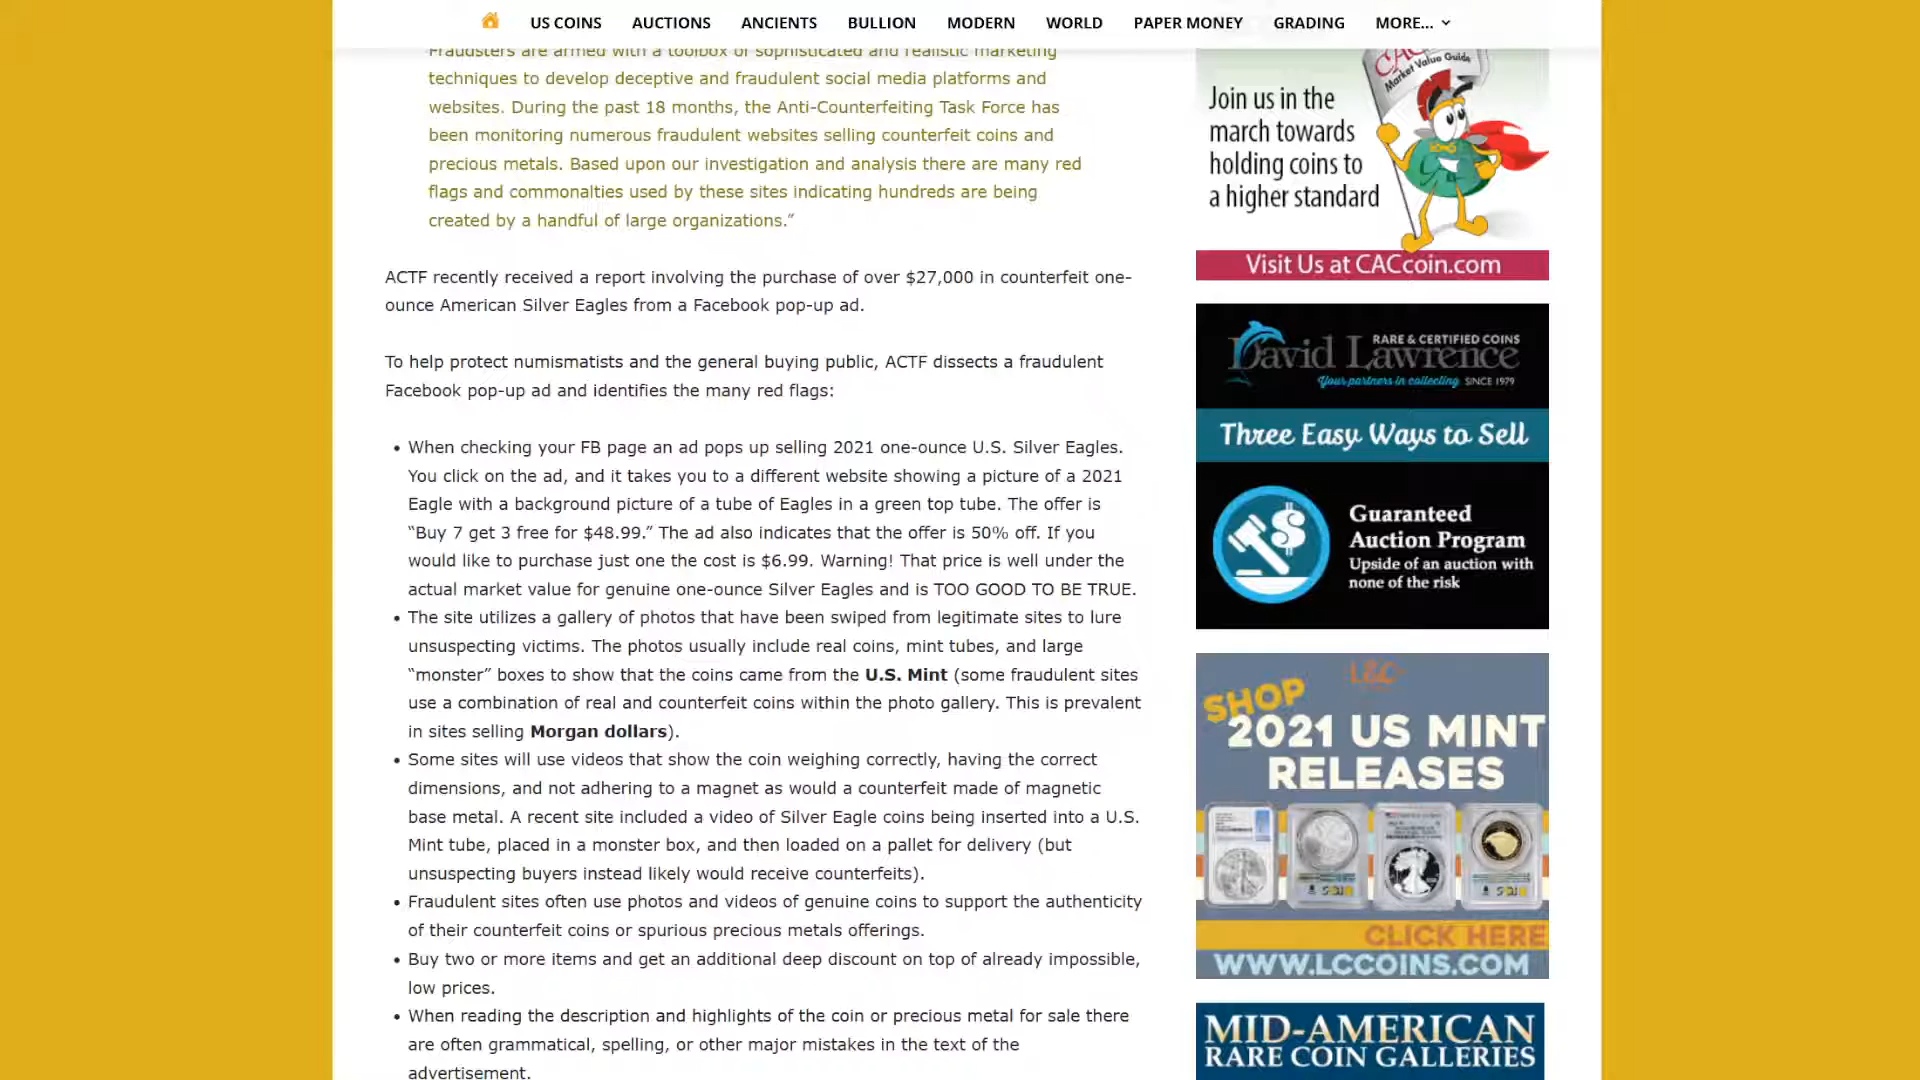 US COINS AUCTIONS ANCIENTS BULLION MODERN WORLD PAPER MONEY GRADING MORE...
Fraudsters are armed with a toolbox of sophisticated and realistic marketing
techniques to develop deceptive and fraudulent social media platforms and
websites. During the past 18 months, the Anti-Counterfeiting Task Force has
been monitoring numerous fraudulent websites selling counterfeit coins and
precious metals. Based upon our investigation and analysis there are many red
flags and commonalties used by these sites indicating hundreds are being
created by a handful of large organizations.”
ACTF recently received a report involving the purchase of over $27,000 in counterfeit one-
ounce American Silver Eagles from a Facebook pop-up ad.
To help protect numismatists and the general buying public, ACTF dissects a fraudulent
Facebook pop-up ad and identifies the many red flags:
• When checking your FB page an ad pops up selling 2021 one-ounce U.S. Silver Eagles.
You click on the ad, and it takes you to a different website showing a picture of a 2021
Eagle with a background picture of a tube of Eagles in a green top tube. The offer is
“Buy 7 get 3 free for $48.99.” The ad also indicates that the offer is 50% off. If you
would like to purchase just one the cost is $6.99. Warning! That price is well under the
actual market value for genuine one-ounce Silver Eagles and is TOO GOOD TO BE TRUE.
• The site utilizes a gallery of photos that have been swiped from legitimate sites to lure
unsuspecting victims. The photos usually include real coins, mint tubes, and large
“monster” boxes to show that the coins came from the U.S. Mint (some fraudulent sites
use a combination of real and counterfeit coins within the photo gallery. This is prevalent
in sites selling Morgan dollars).
• Some sites will use videos that show the coin weighing correctly, having the correct
dimensions, and not adhering to a magnet as would a counterfeit made of magnetic
base metal. A recent site included a video of Silver Eagle coins being inserted into a U.S.
Mint tube, placed in a monster box, and then loaded on a pallet for delivery (but
unsuspecting buyers instead likely would receive counterfeits).
• Fraudulent sites often use photos and videos of genuine coins to support the authenticity
of their counterfeit coins or spurious precious metals offerings.
• Buy two or more items and get an additional deep discount on top of already impossible,
low prices.
• When reading the description and highlights of the coin or precious metal for sale there
are often grammatical, spelling, or other major mistakes in the text of the
advertisement.
Market Value Guide
Join us in the
march towards
holding coins to
a higher standard
Visit Us at CACcoin.com
RARE & CERTIFIED COINS
David Lawrence
Your partners in collecting SINCE 1979
Three Easy Ways to Sell
Guaranteed
Auction Program
Upside of an auction with
none of the risk
L&C
SHOP
2021 US MINT
RELEASES
CLICK HERE
WWW.LCCOINS.COM
MID-AMERICAN
RARE COIN GALLERIES